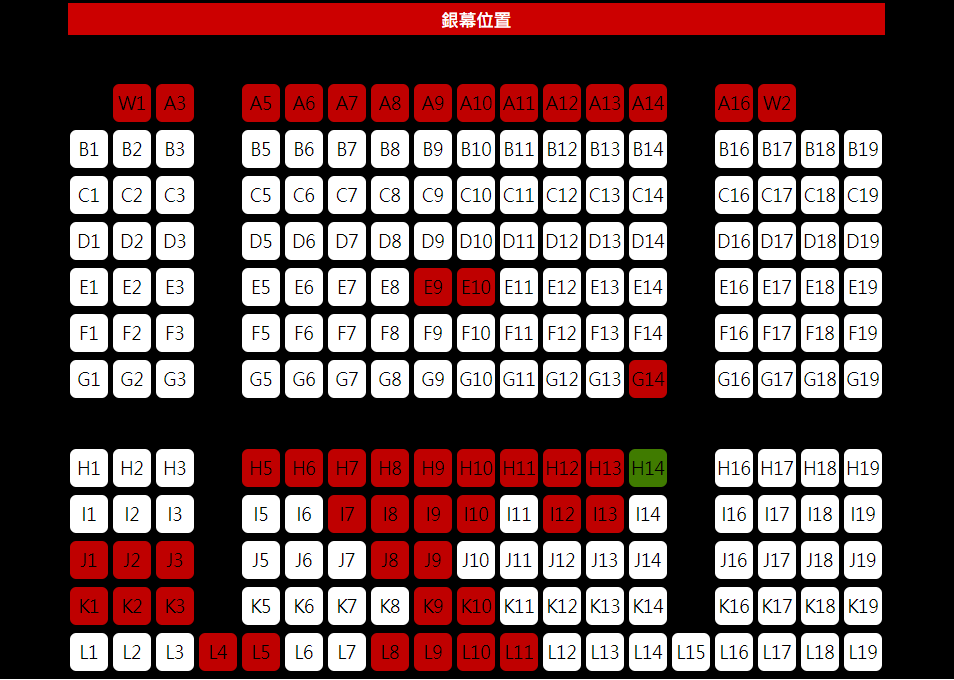 銀幕位置
W1 A3 A5 A6 A7 A8 A9 A10 A11 A12 A13 A14 A16 W2
B1 B2 B3 B5 B6 B7 B8 B9 B10 B11 B12 B13 B14 B16 B17 B18 B19
C1 C2 C3 C5 C6 C7 C8 C9 C10 C11 C12 C13 C14 C16 C17 C18 C19
D1 D2 D3 D5 D6 D7 D8 D9 D10 D11 D12 D13 D14 D16 D17 D18 D19
E1 E2 E3 E5 E6 E7 E8 E9 E10 E11 E12 E13 E14 E16 E17 E18 E19
F1 F2 F3 F5 F6 F7 F8 F9 F10 F11 F12 F13 F14 F16 F17 F18 F19
G1 G2 G3 G5 G6 G7 G8 G9 G10 G11 G12 G13 G14 G16 G17 G18 G19
H1 H2 H3 H5 H6 H7 H8 H9 H10 H11 H12 H13 H14 H16 H17 H18 H19
I1 I2 I3 I5 I6 I7 I8 I9 I10 I11 I12 I13 I14 I16 I17 I18 I19
J1 J2 J3 J5 J6 J7 J8 J9 J10 J11 J12 J13 J14 J16 J17 J18 J19
K1 K2 K3 K5 K6 K7 K8 K9 K10 K11 K12 K13 K14 K16 K17 K18 K19
L1 L2 L3 L4 L5 L6 L7 L8 L9 L10 L11 L12 L13 L14 L15 L16 L17 L18 L19